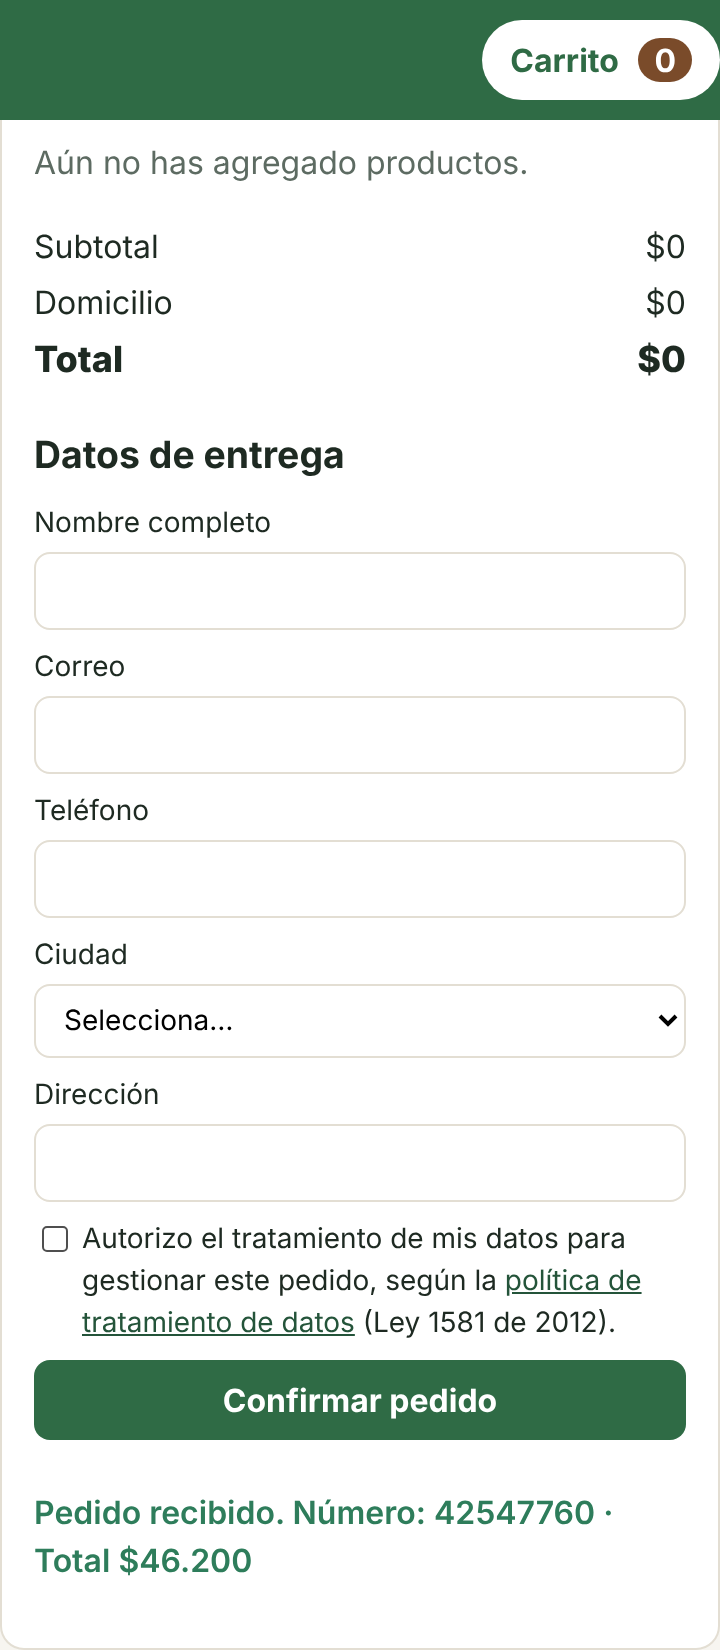 Carrito 0
Aún no has agregado productos.
Subtotal $0
Domicilio $0
Total $0
Datos de entrega
Nombre completo
Correo
Teléfono
Ciudad
Selecciona...
Dirección
Autorizo el tratamiento de mis datos para
gestionar este pedido, según la política de
tratamiento de datos (Ley 1581 de 2012).
Confirmar pedido
Pedido recibido. Número: 42547760 ·
Total $46.200